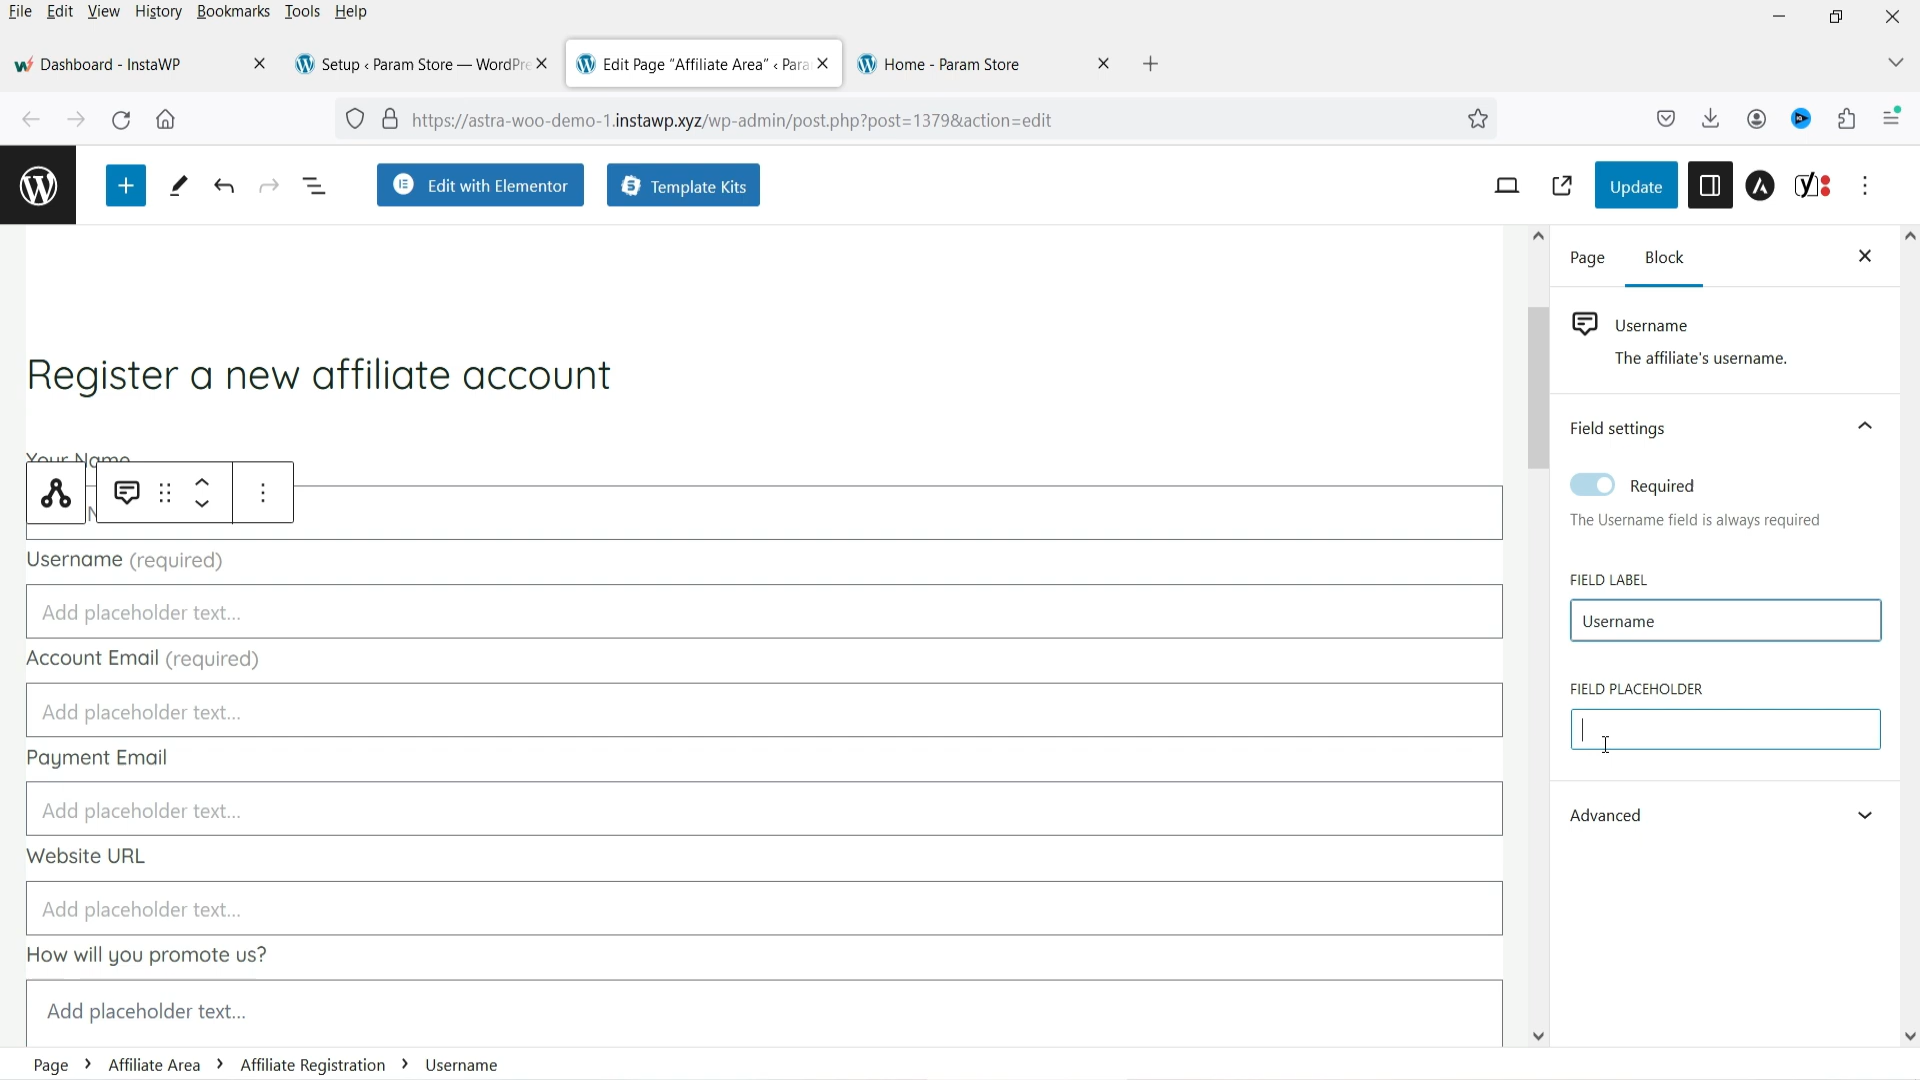 File Edit View History Bookmarks Tools Help
Dashboard - InstaWP
Setup ‹ Param Store — WordPre
Edit Page "Affiliate Area" ‹ Para
Home - Param Store
https://astra-woo-demo-1.instawp.xyz/wp-admin/post.php?post=1379&action=edit
Edit with Elementor
Template Kits
Update
Page
Block
Username
The affiliate's username.
Field settings
Required
The Username field is always required
FIELD LABEL
Username
FIELD PLACEHOLDER
Advanced
Register a new affiliate account
Your Name
Username (required)
Add placeholder text...
Account Email (required)
Add placeholder text...
Payment Email
Add placeholder text...
Website URL
Add placeholder text...
How will you promote us?
Add placeholder text...
Page › Affiliate Area › Affiliate Registration › Username